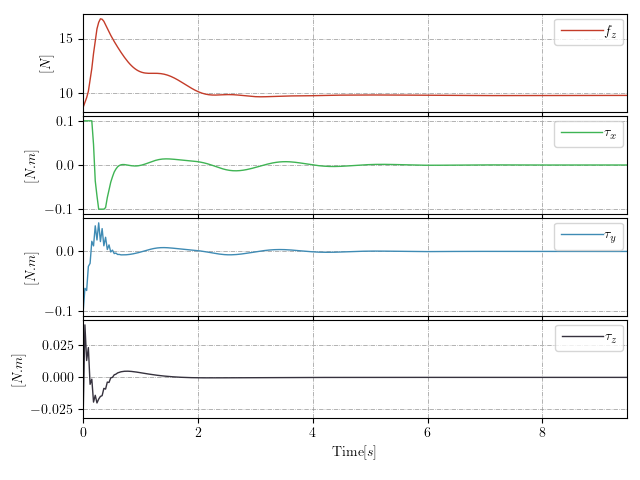 f_z
15
10
[N]
τ_x
0.1
0.0
−0.1
[N.m]
τ_y
0.0
−0.1
[N.m]
τ_z
0.025
0.000
−0.025
[N.m]
0 2 4 6 8
Time[s]